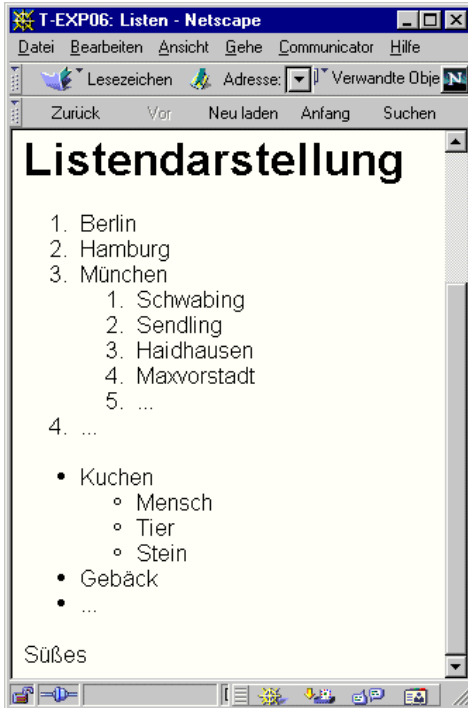 T-EXP06: Listen - Netscape
Datei Bearbeiten Ansicht Gehe Communicator Hilfe
Lesezeichen Adresse: Verwandte Obje N
Zurück Vor Neu laden Anfang Suchen
Listendarstellung
1. Berlin
2. Hamburg
3. München
1. Schwabing
2. Sendling
3. Haidhausen
4. Maxvorstadt
5. ...
4. ...
• Kuchen
◦ Mensch
◦ Tier
◦ Stein
• Gebäck
• ...
Süßes